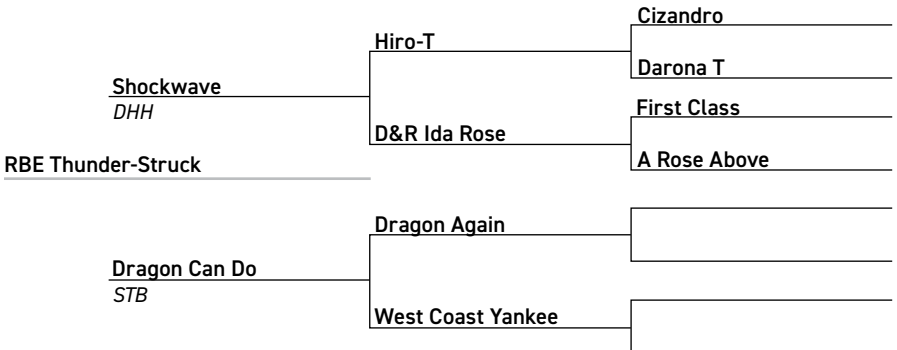 Cizandro
Hiro-T
Darona T
Shockwave
DHH
First Class
D&R Ida Rose
A Rose Above
RBE Thunder-Struck
Dragon Again
Dragon Can Do
STB
West Coast Yankee